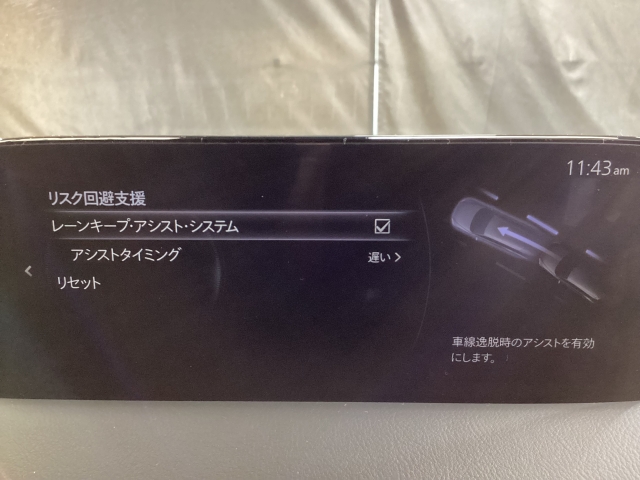 11:43am
リスク回避支援
レーンキープ・アシスト・システム
アシストタイミング 遅い
リセット
車線逸脱時のアシストを有効
にします。